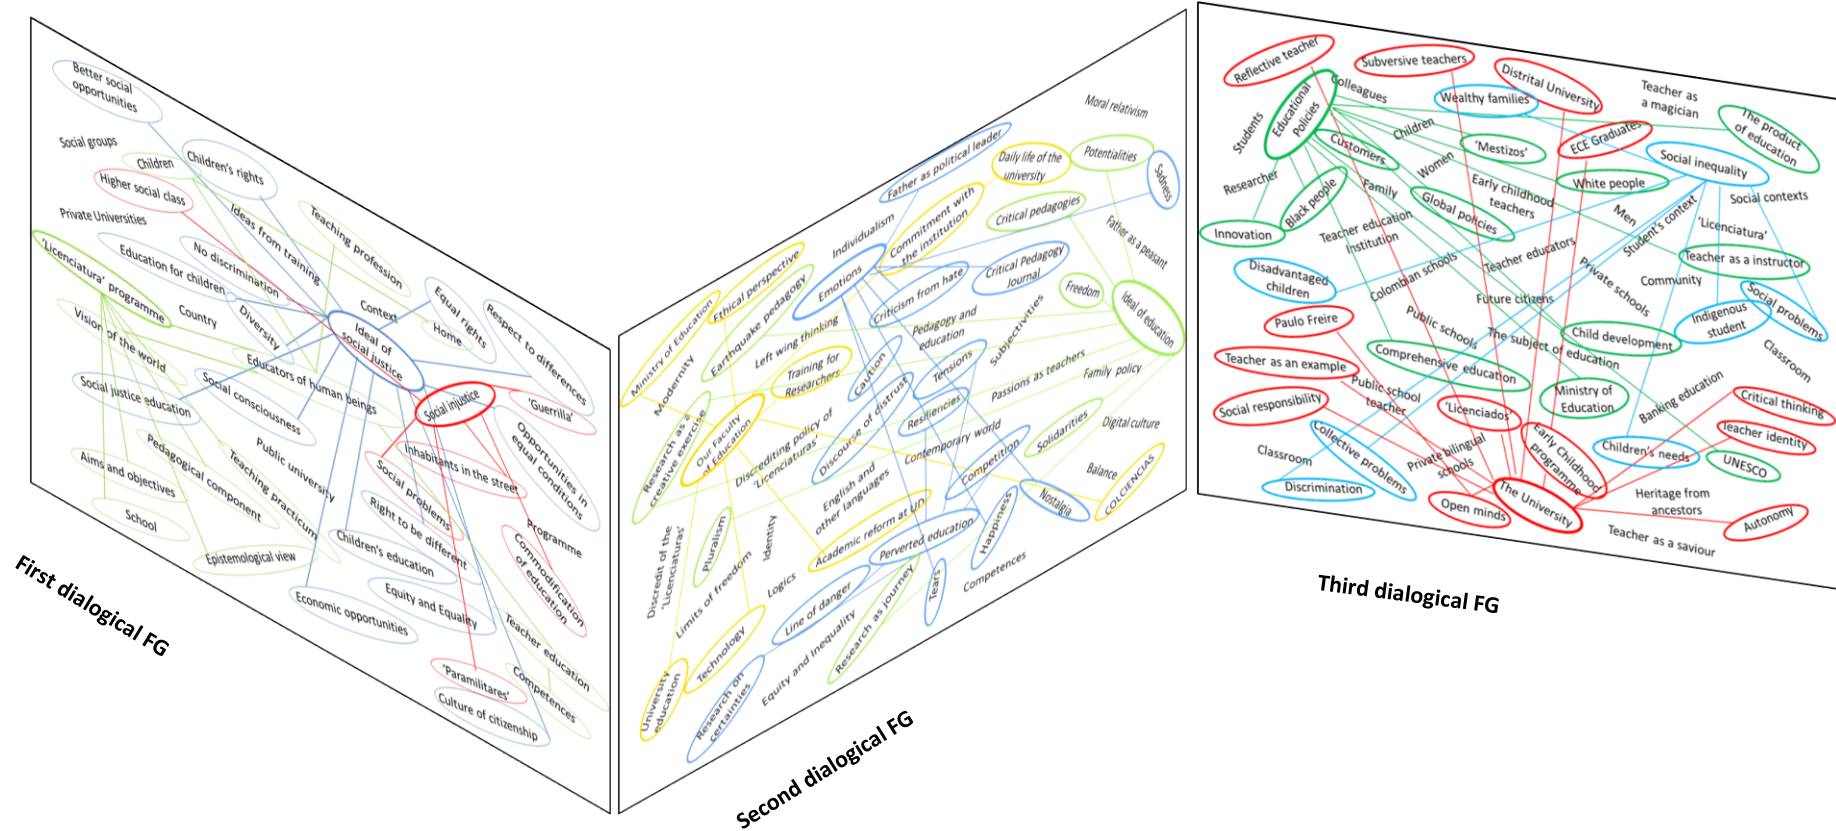 Better social
opportunities
Social groups
Children
Children's rights
Higher social class
Private Universities
Ideas from training
Teaching profession
'Licenciatura' programme
Education for children
No discrimination
Context
Equal rights
Respect to differences
Country
Diversity
Home
Ideal of
social justice
Vision of the world
Educators of human beings
Social justice education
Social consciousness
Social injustice
'Guerrilla'
Opportunities in
equal conditions
Public university
Inhabitants in the street
Social problems
Aims and objectives
Pedagogical component
Teaching practicum
Right to be different
School
Programme
Epistemological view
Children's education
Commodification
of education
Economic opportunities
Equity and Equality
Teacher education
'Paramilitares'
Competences
Culture of citizenship
First dialogical FG
Moral relativism
Father as political leader
Daily life of the
university
Potentialities
Sadness
Commitment with
the institution
Critical pedagogies
Individualism
Father as a peasant
Ethical perspective
Emotions
Critical Pedagogy
Journal
Ministry of Education
Earthquake pedagogy
Criticism from hate
Freedom
Ideal of education
Modernity
Left wing thinking
Pedagogy and
education
Subjectivities
Training for
Researchers
Caution
Tensions
Passions as teachers
Family policy
Research as a
creative exercise
Our Faculty
of Education
Discrediting policy of
'Licenciaturas'
Discourse of distrust
Resiliencies
Contemporary world
Solidarities
Digital culture
English and
other languages
Competition
Balance
COLCIENCIAS
Nostalgia
Discredit of the
'Licenciaturas'
Pluralism
Identity
Academic reform at UD
Perverted education
Happiness
Limits of freedom
Logics
Line of danger
Research as journey
Tears
Competences
Technology
Equity and Inequality
University
education
Research on
certainties
Second dialogical FG
Reflective teacher
Subversive teachers
Distrital University
Colleagues
Wealthy families
Teacher as
a magician
The product
of education
Educational
Policies
Students
Children
Customers
'Mestizos'
ECE Graduates
Social inequality
Women
Researcher
Black people
Family
Early childhood
teachers
White people
Social contexts
Global policies
Men
Student's context
'Licenciatura'
Innovation
Teacher education
Institution
Teacher educators
Teacher as a instructor
Disadvantaged
children
Colombian schools
Private schools
Community
Future citizens
Social problems
Paulo Freire
Public schools
The subject of education
Child development
Indigenous
student
Classroom
Teacher as an example
Comprehensive education
Public school
teacher
Ministry of
Education
Banking education
Social responsibility
'Licenciados'
Critical thinking
Collective problems
Early Childhood
programme
Teacher identity
Classroom
Private bilingual
schools
Children's needs
UNESCO
Discrimination
Open minds
The University
Heritage from
ancestors
Autonomy
Teacher as a saviour
Third dialogical FG